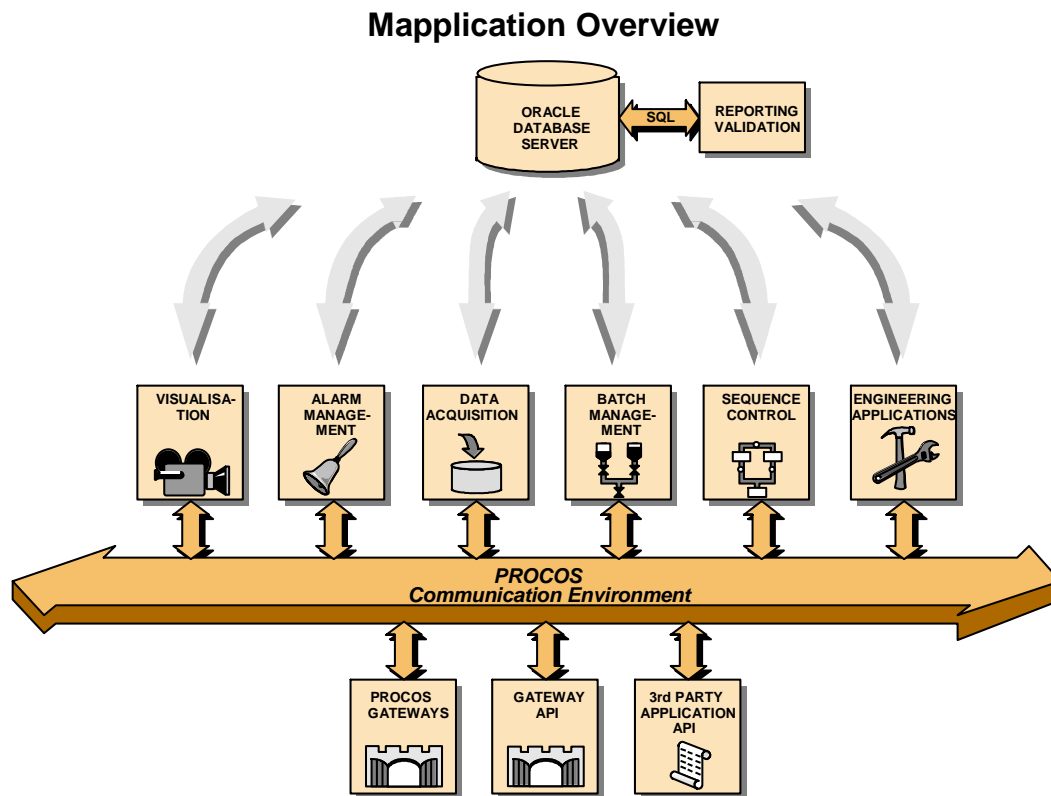 Mapplication Overview
ORACLE
DATABASE
SERVER
SQL
REPORTING
VALIDATION
VISUALISA-
TION
ALARM
MANAGE-
MENT
DATA
ACQUISITION
BATCH
MANAGE-
MENT
SEQUENCE
CONTROL
ENGINEERING
APPLICATIONS
PROCOS
Communication Environment
PROCOS
GATEWAYS
GATEWAY
API
3rd PARTY
APPLICATION
API